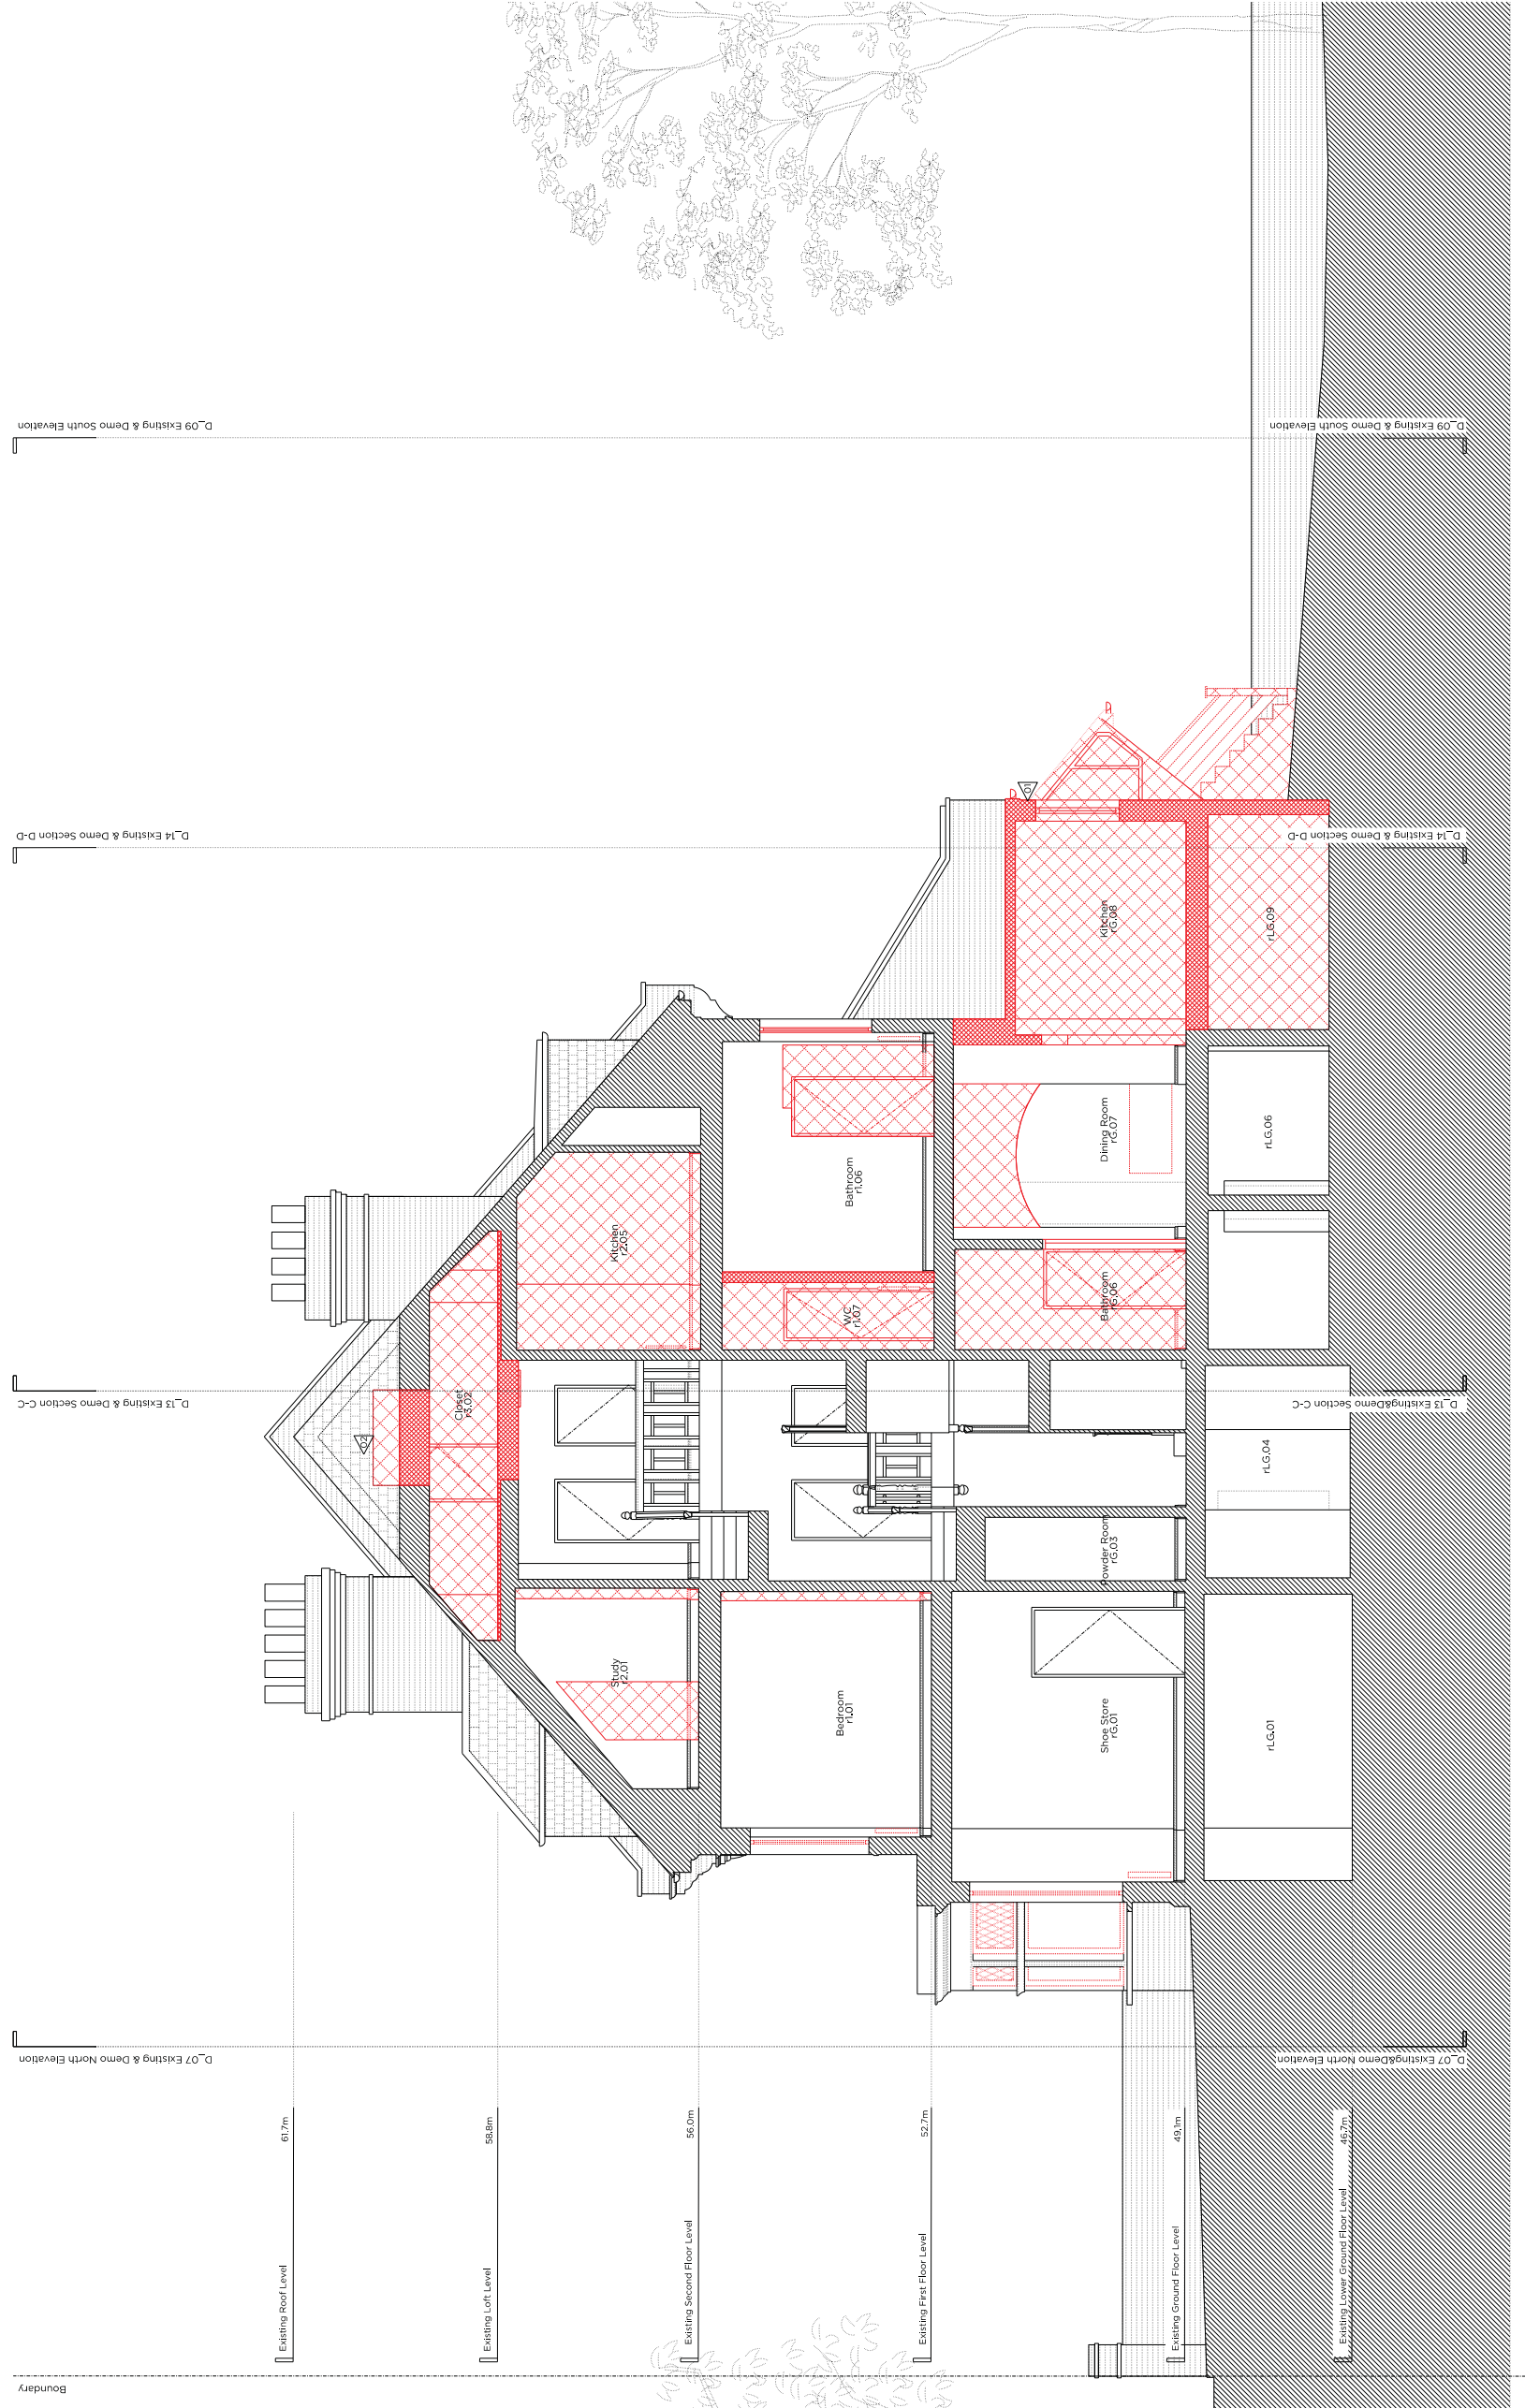 D_09 Existing & Demo South Elevation
D_09 Existing & Demo South Elevation
D_14 Existing & Demo Section D-D
D_14 Existing & Demo Section D-D
D_13 Existing & Demo Section C-C
D_13 Existing&Demo Section C-C
D_07 Existing & Demo North Elevation
D_07 Existing&Demo North Elevation
Boundary
Existing Roof Level
61.7m
Existing Loft Level
58.8m
Existing Second Floor Level
56.0m
Existing First Floor Level
52.7m
Existing Ground Floor Level
49.1m
Existing Lower Ground Floor Level
46.7m
02
01
Closet
r3.02
Study
r2.01
Kitchen
r2.05
Bedroom
r1.01
WC
r1.07
Bathroom
r1.06
Shoe Store
rG.01
Powder Room
rG.03
Bathroom
rG.06
Dining Room
rG.07
Kitchen
rG.08
rLG.01
rLG.04
rLG.06
rLG.09